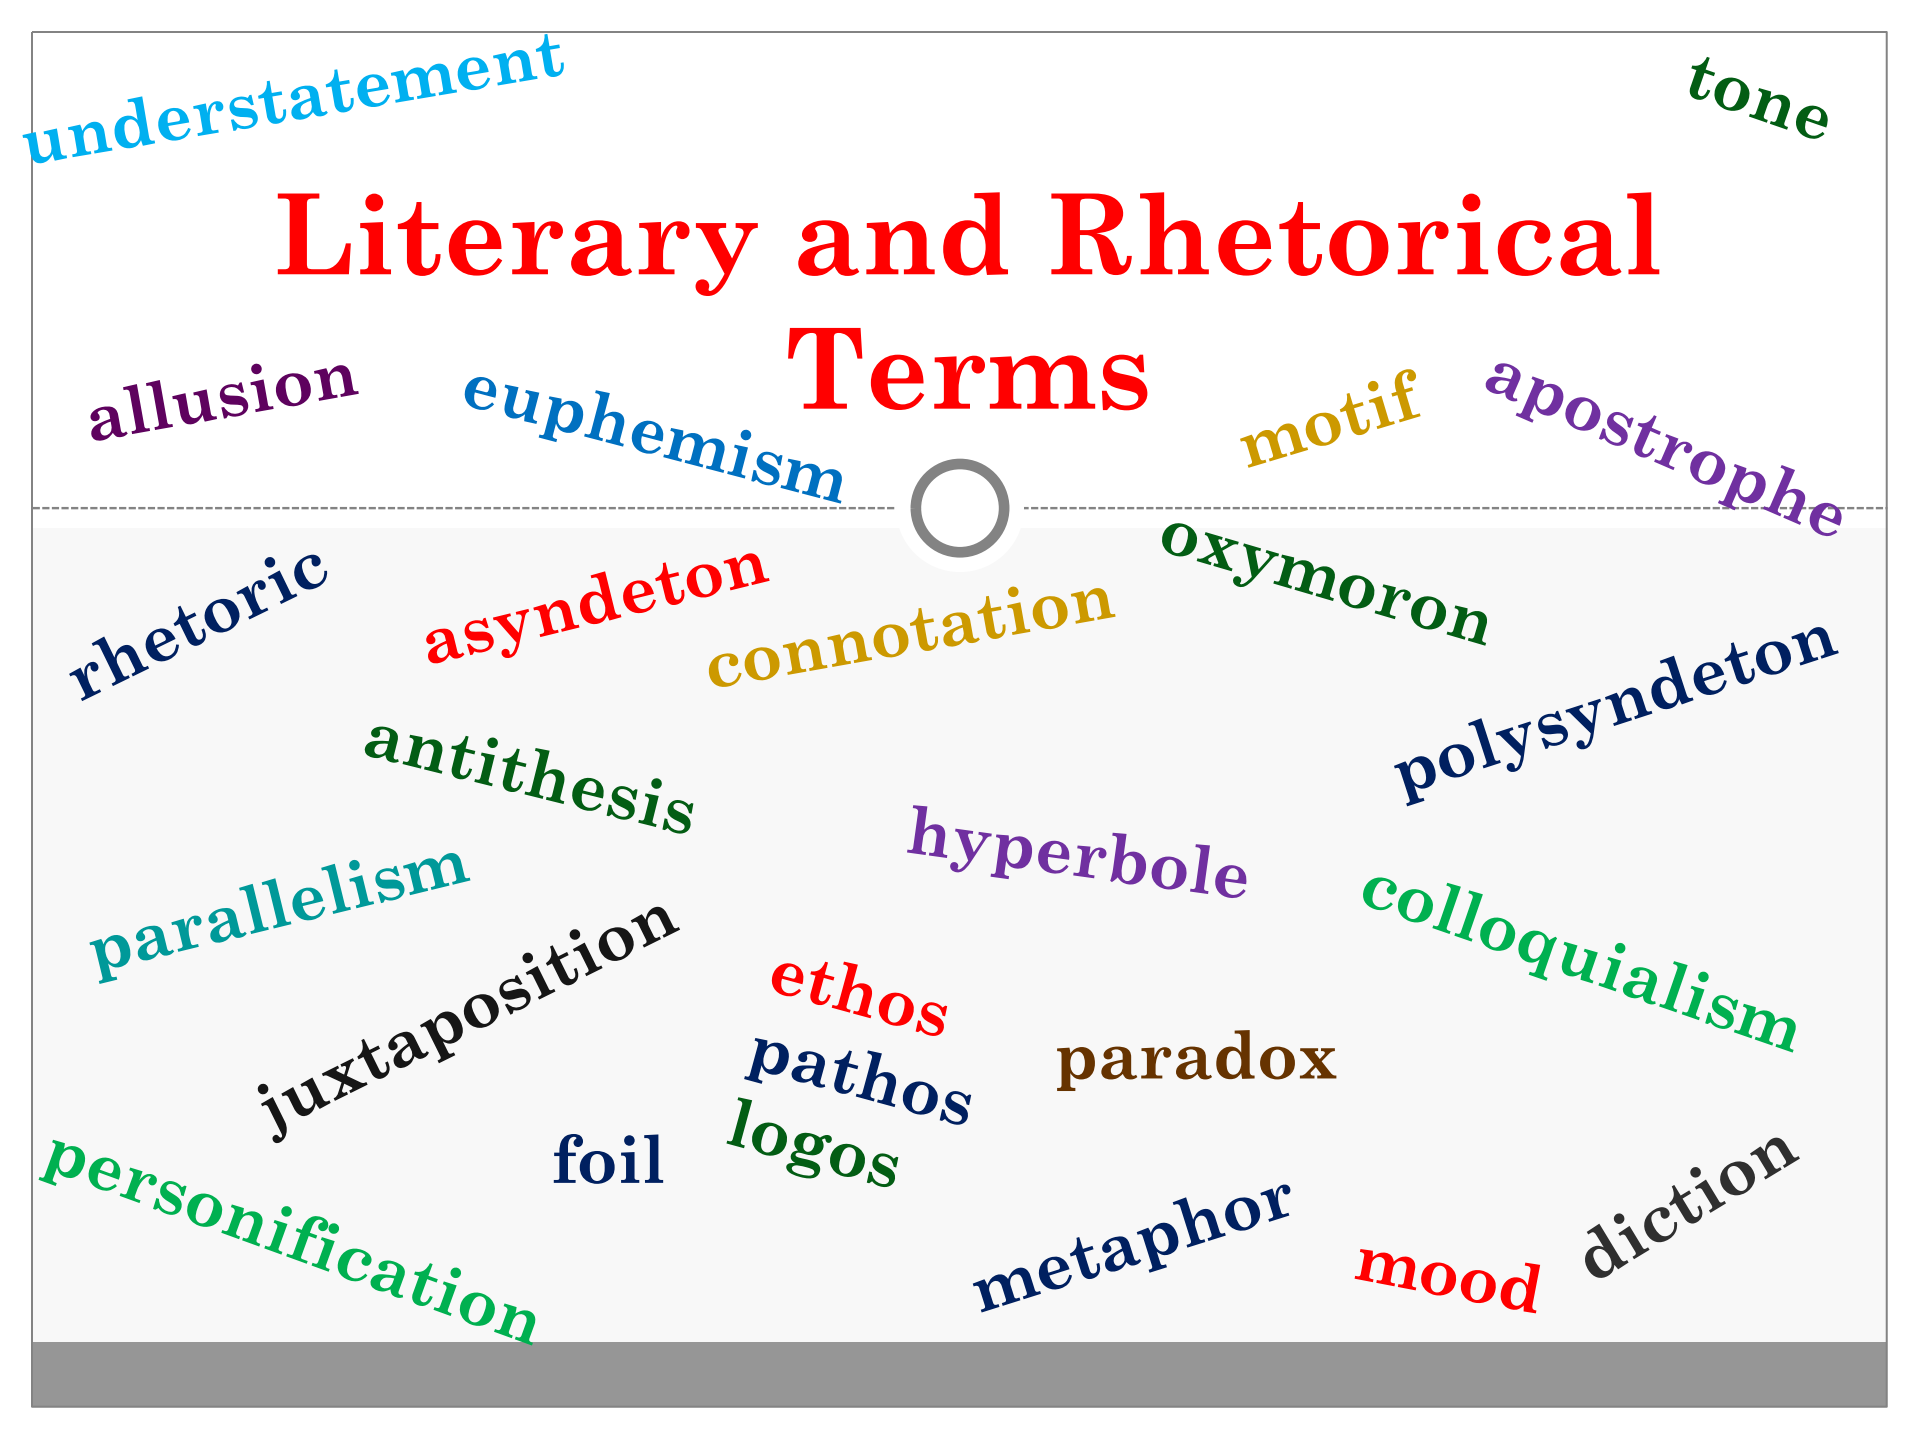 understatement
tone
Literary and Rhetorical
Terms
allusion
euphemism
motif
apostrophe
oxymoron
rhetoric
asyndeton
connotation
polysyndeton
antithesis
hyperbole
parallelism
colloquialism
juxtaposition
ethos
pathos
paradox
logos
foil
personification
metaphor
mood
diction